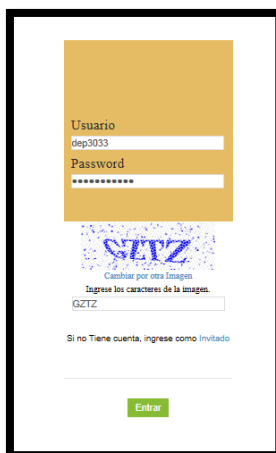 Usuario
dep3033
Password
•••••••••••
GZTZ
Cambiar por otra Imagen
Ingrese los caracteres de la imagen.
GZTZ
Si no Tiene cuenta, ingrese como Invitado
Entrar